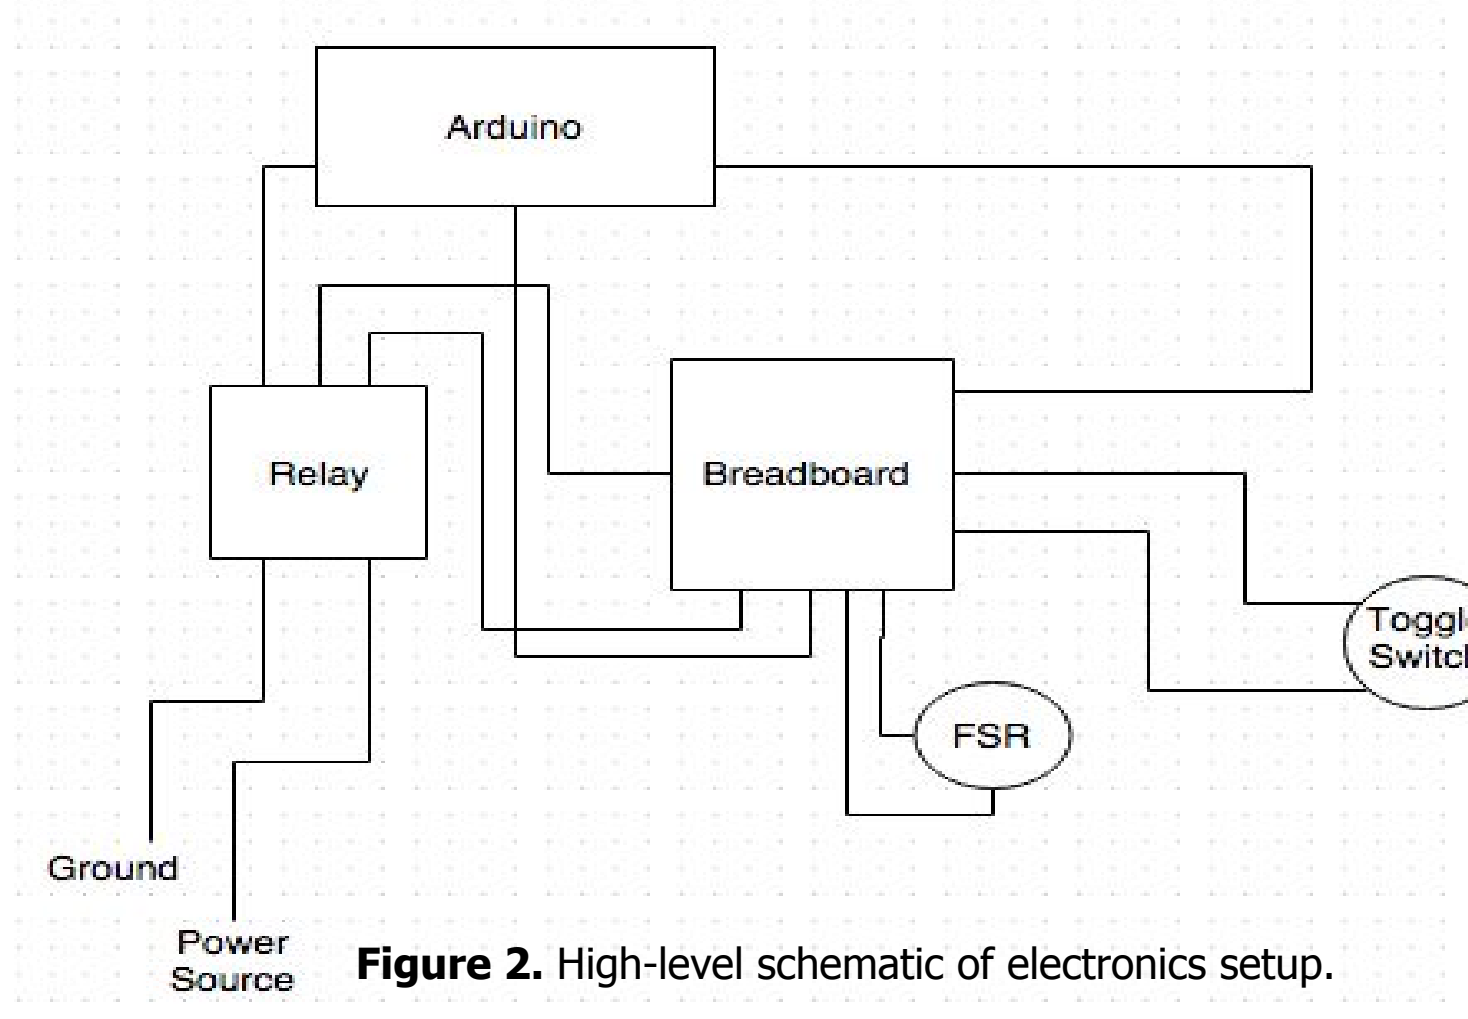 Arduino
Relay
Breadboard
Toggl
Switc
FSR
Ground
Power
Source
Figure 2. High-level schematic of electronics setup.